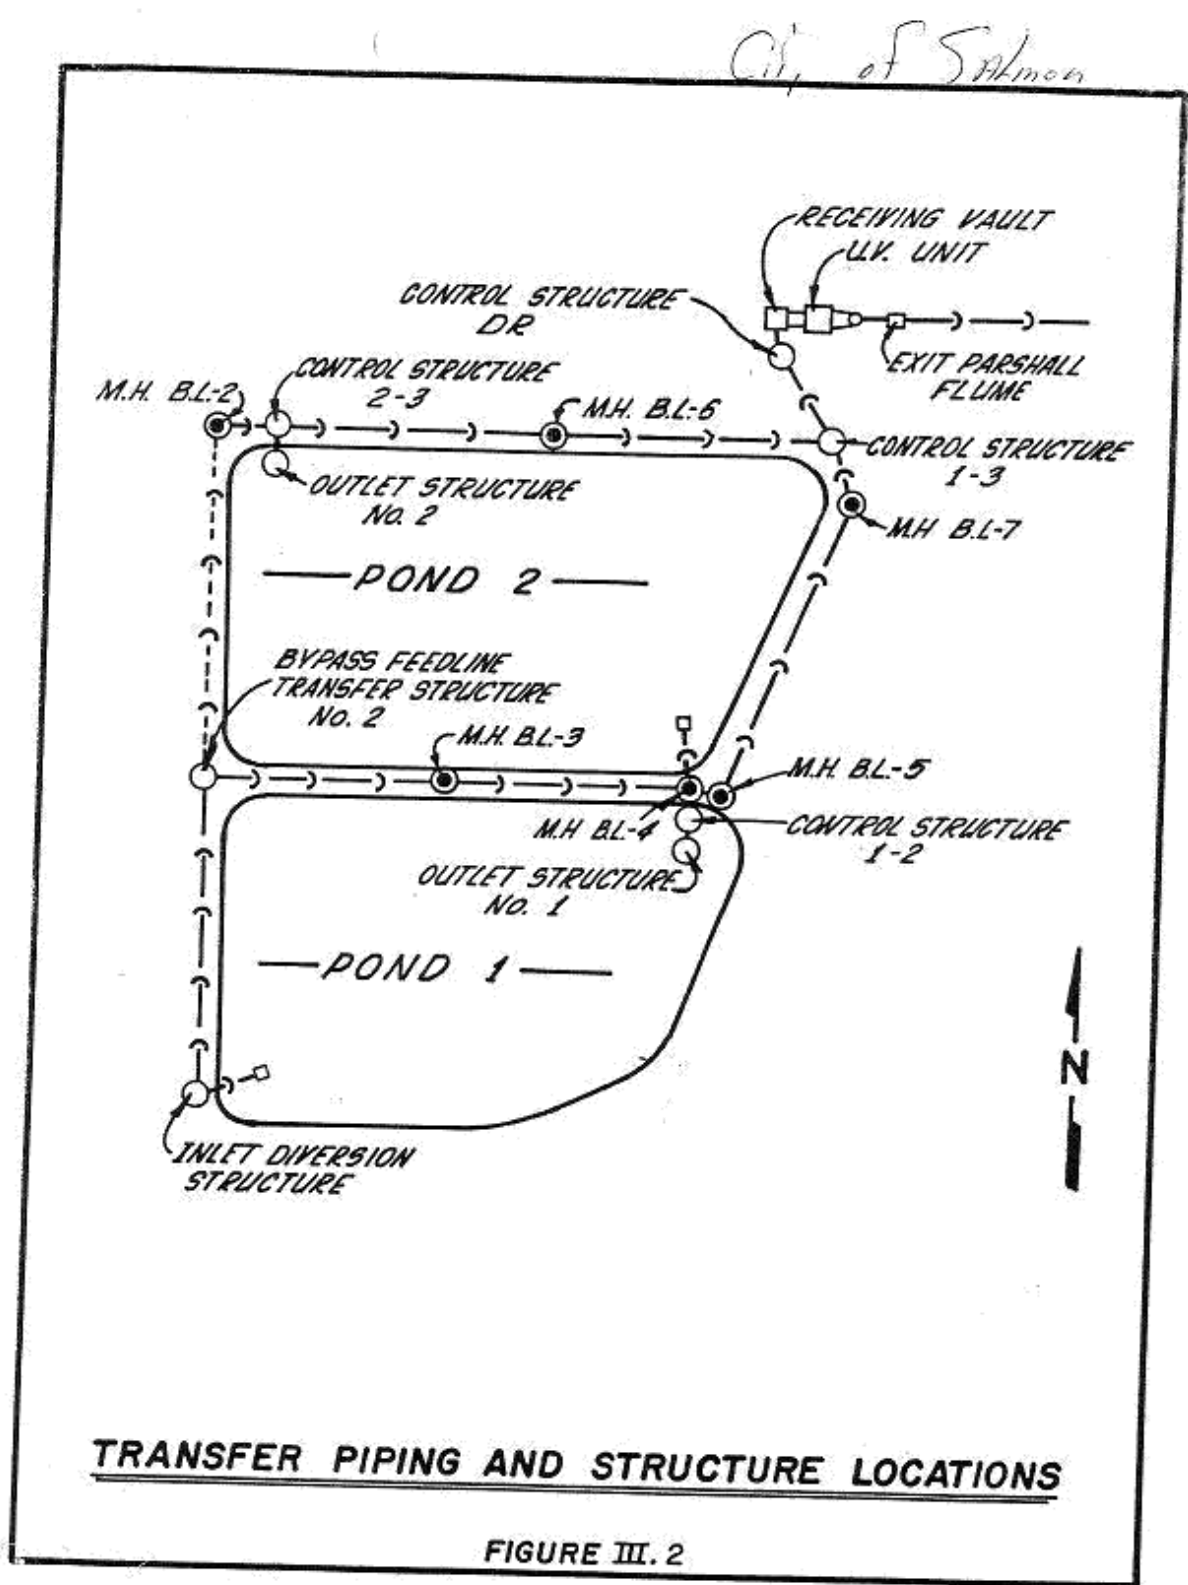 City of Salmon
RECEIVING VAULT
U.V. UNIT
CONTROL STRUCTURE
DR
EXIT PARSHALL
FLUME
CONTROL STRUCTURE
2-3
M.H. B.L.-2
M.H. B.L.-6
CONTROL STRUCTURE
1-3
OUTLET STRUCTURE
No. 2
M.H B.L-7
POND 2
BYPASS FEEDLINE
TRANSFER STRUCTURE
No. 2
M.H. B.L.-3
M.H. B.L.-5
M.H B.L.-4
CONTROL STRUCTURE
1-2
OUTLET STRUCTURE
No. 1
POND 1
N
INLET DIVERSION
STRUCTURE
TRANSFER PIPING AND STRUCTURE LOCATIONS
FIGURE III. 2